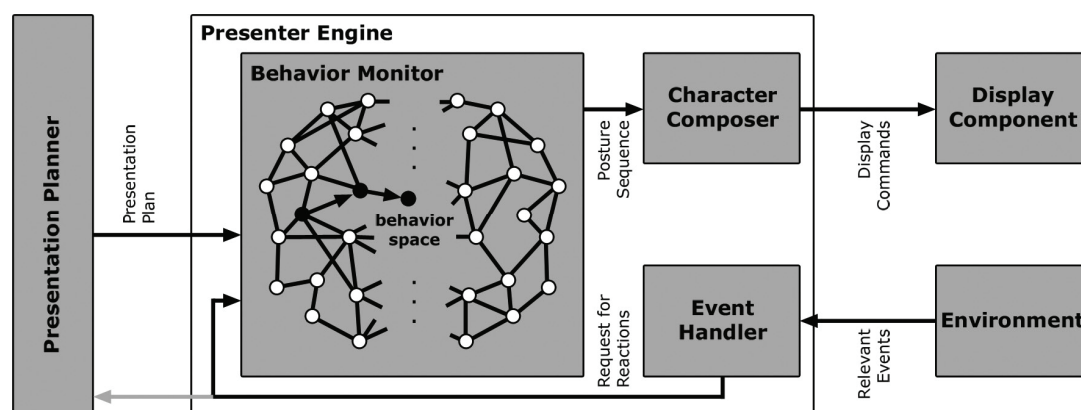 Presentation Planner
Presentation
Plan
Presenter Engine
Behavior Monitor
behavior
space
Posture
Sequence
Character
Composer
Display
Commands
Display
Component
Request for
Reactions
Event
Handler
Relevant
Events
Environment